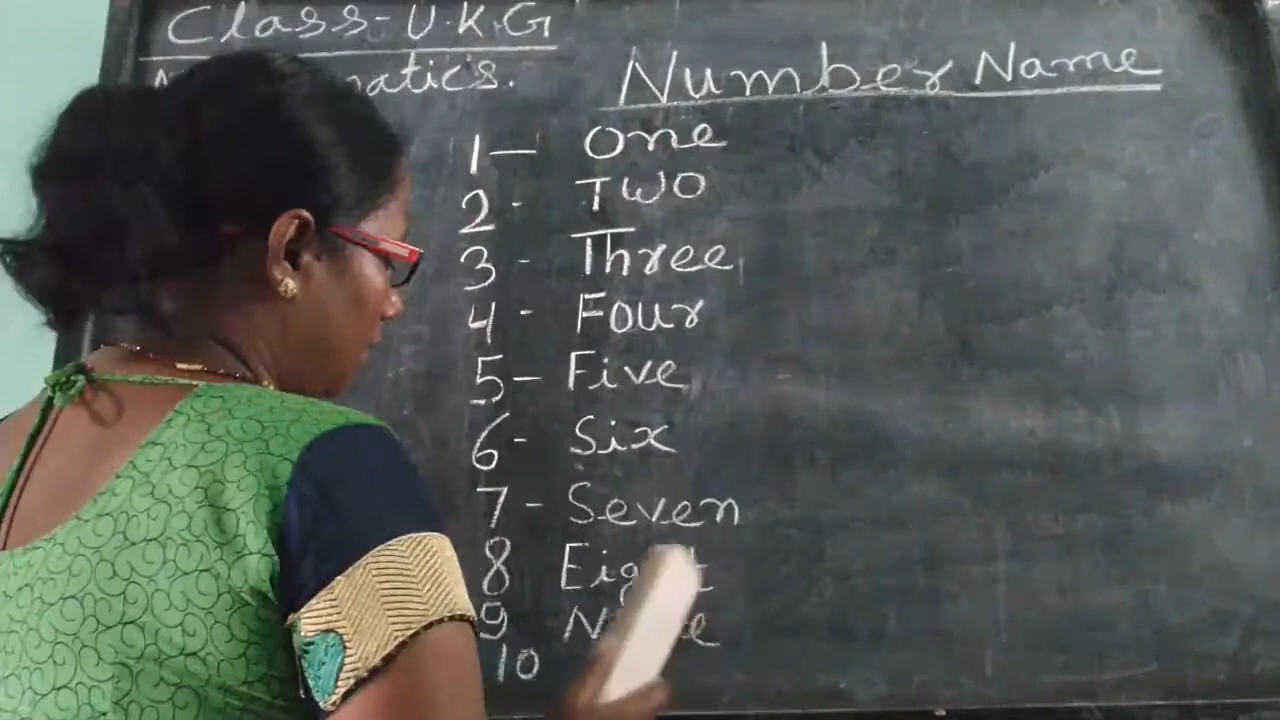 Class-U.K.G
Number Name
1- One
2- Two
3- Three
4- Four
5- Five
6- Six
7- Seven
8
9
10